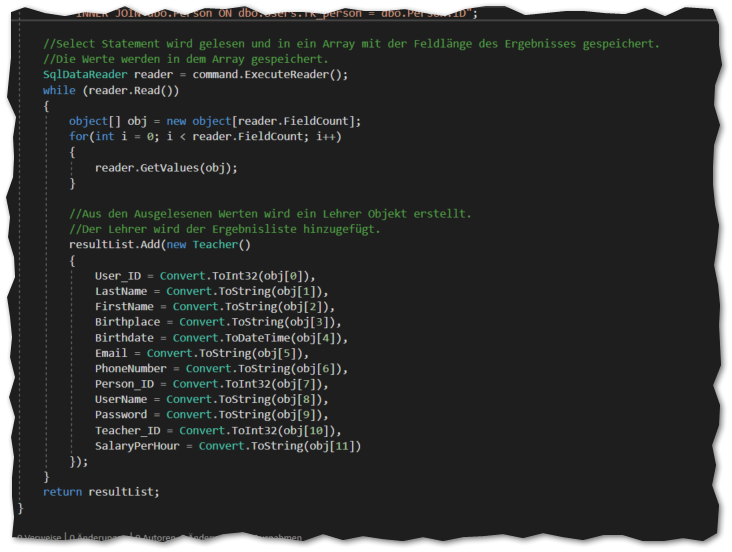 INNER JOIN dbo.Person ON dbo.Users.fk_person = dbo.Person.ID";
//Select Statement wird gelesen und in ein Array mit der Feldlänge des Ergebnisses gespeichert.
//Die Werte werden in dem Array gespeichert.
SqlDataReader reader = command.ExecuteReader();
while (reader.Read())
{
object[] obj = new object[reader.FieldCount];
for(int i = 0; i < reader.FieldCount; i++)
{
reader.GetValues(obj);
}
//Aus den Ausgelesenen Werten wird ein Lehrer Objekt erstellt.
//Der Lehrer wird der Ergebnisliste hinzugefügt.
resultList.Add(new Teacher()
{
User_ID = Convert.ToInt32(obj[0]),
LastName = Convert.ToString(obj[1]),
FirstName = Convert.ToString(obj[2]),
Birthplace = Convert.ToString(obj[3]),
Birthdate = Convert.ToDateTime(obj[4]),
Email = Convert.ToString(obj[5]),
PhoneNumber = Convert.ToString(obj[6]),
Person_ID = Convert.ToInt32(obj[7]),
UserName = Convert.ToString(obj[8]),
Password = Convert.ToString(obj[9]),
Teacher_ID = Convert.ToInt32(obj[10]),
SalaryPerHour = Convert.ToString(obj[11])
});
}
return resultList;
}
0 Verweise | 0 Autoren